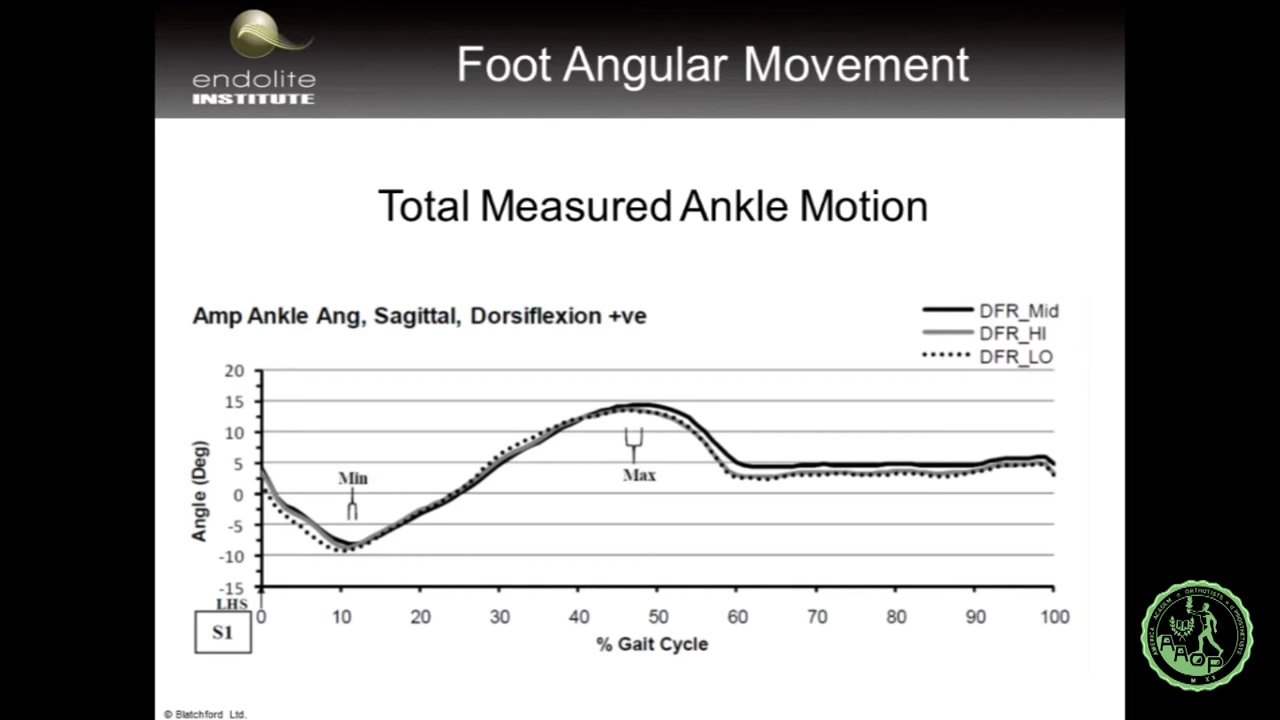 endolite
INSTITUTE
Foot Angular Movement
Total Measured Ankle Motion
Amp Ankle Ang, Sagittal, Dorsiflexion +ve
DFR_Mid
DFR_HI
DFR_LO
20
15
10
5
0
-5
-10
-15
Angle (Deg)
Min
Max
LHS
0 10 20 30 40 50 60 70 80 90 100
S1
% Gait Cycle
© Blatchford Ltd.
AAOP